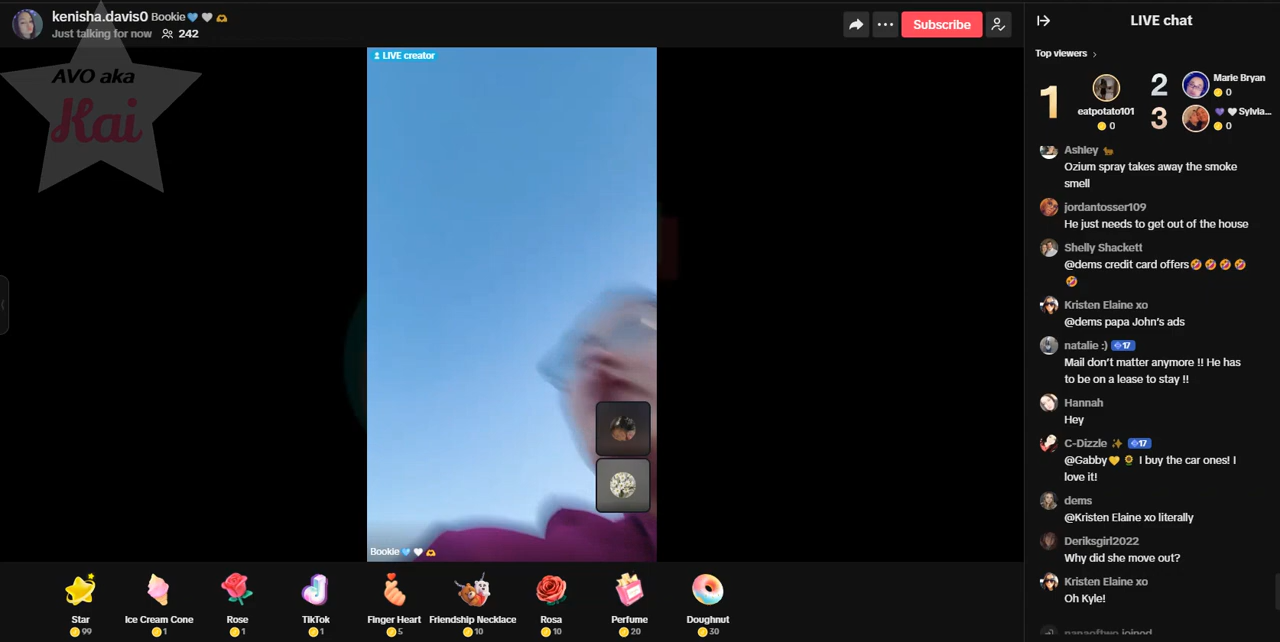 kenisha.davis0 Bookie🩵🤍🫶
Just talking for now 242
Subscribe
AVO aka
Kai
LIVE creator
Bookie🩵🤍🫶
Star
99
Ice Cream Cone
1
Rose
1
TikTok
1
Finger Heart
5
Friendship Necklace
10
Rosa
10
Perfume
20
Doughnut
30
LIVE chat
Top viewers >
1
eatpotato101
0
2
Marie Bryan
0
3
💜🤍Sylvia...
0
Ashley 🐅
Ozium spray takes away the smoke
smell
jordantosser109
He just needs to get out of the house
Shelly Shackett
@dems credit card offers🤣🤣🤣🤣
🤣
Kristen Elaine xo
@dems papa John's ads
natalie :) 17
Mail don't matter anymore !! He has
to be on a lease to stay !!
Hannah
Hey
C-Dizzle ✨ 17
@Gabby💛🌻 I buy the car ones! I
love it!
dems
@Kristen Elaine xo literally
Deriksgirl2022
Why did she move out?
Kristen Elaine xo
Oh Kyle!